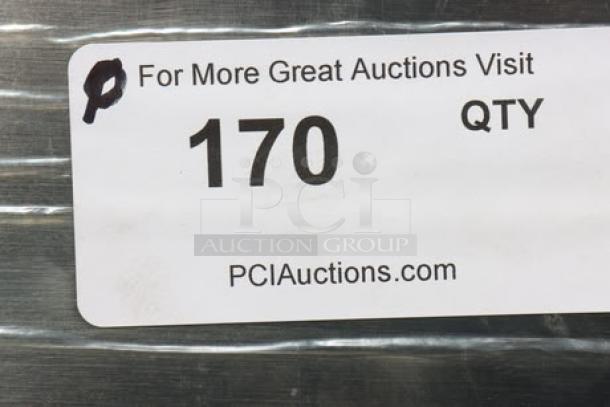 For More Great Auctions Visit
170
QTY
PCI
AUCTION GROUP
PCIAuctions.com